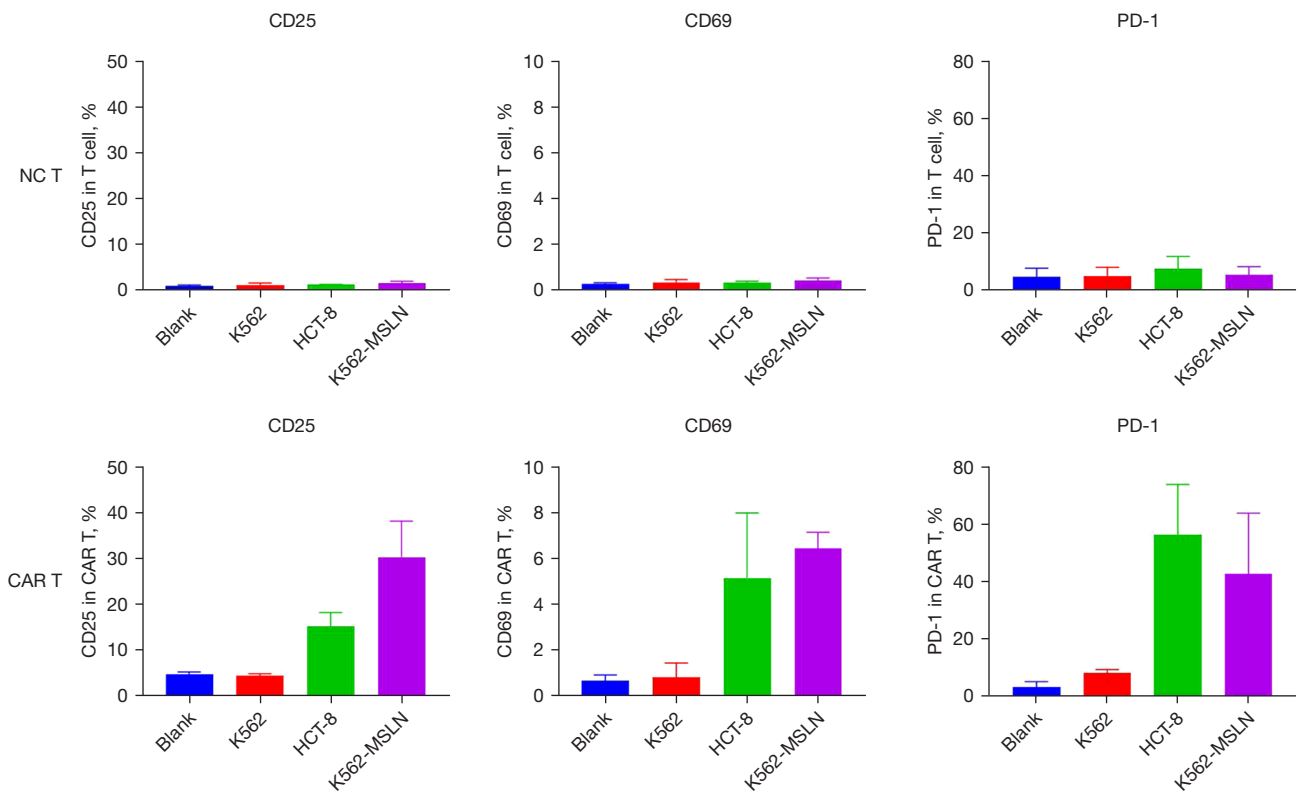 CD25
CD69
PD-1
NC T
CD25 in T cell, %
50
40
30
20
10
0
Blank
K562
HCT-8
K562-MSLN
CD69 in T cell, %
10
8
6
4
2
0
Blank
K562
HCT-8
K562-MSLN
PD-1 in T cell, %
80
60
40
20
0
Blank
K562
HCT-8
K562-MSLN
CD25
CD69
PD-1
CAR T
CD25 in CAR T, %
50
40
30
20
10
0
Blank
K562
HCT-8
K562-MSLN
CD69 in CAR T, %
10
8
6
4
2
0
Blank
K562
HCT-8
K562-MSLN
PD-1 in CAR T, %
80
60
40
20
0
Blank
K562
HCT-8
K562-MSLN